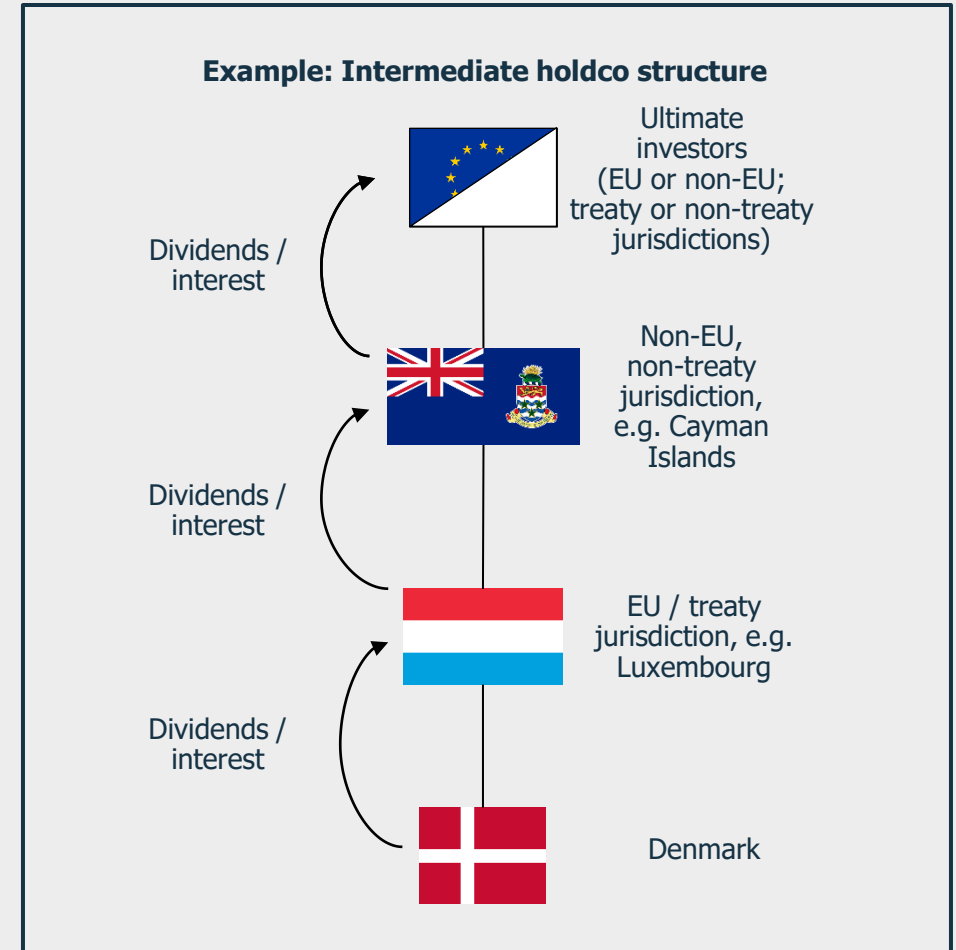 Example: Intermediate holdco structure
Ultimate
investors
(EU or non-EU;
treaty or non-treaty
jurisdictions)
Dividends /
interest
Non-EU,
non-treaty
jurisdiction,
e.g. Cayman
Islands
Dividends /
interest
EU / treaty
jurisdiction, e.g.
Luxembourg
Dividends /
interest
Denmark